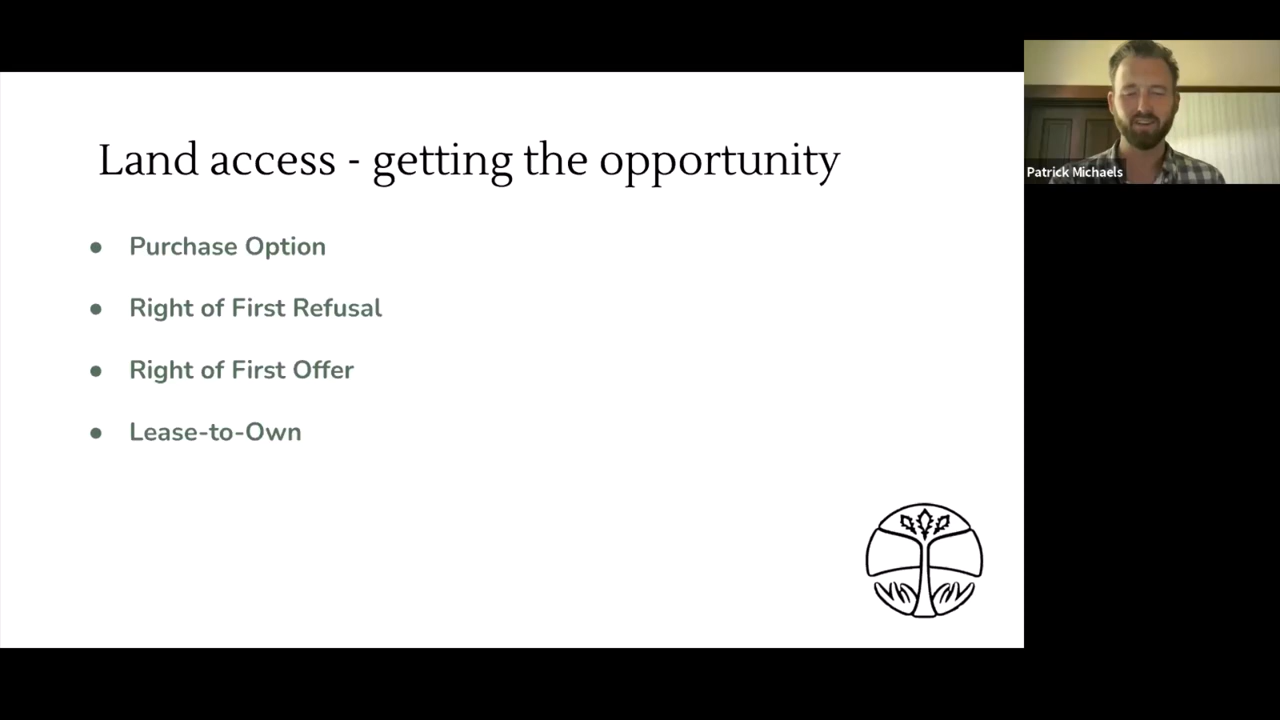 Land access - getting the opportunity
● Purchase Option
● Right of First Refusal
● Right of First Offer
● Lease-to-Own
Patrick Michaels